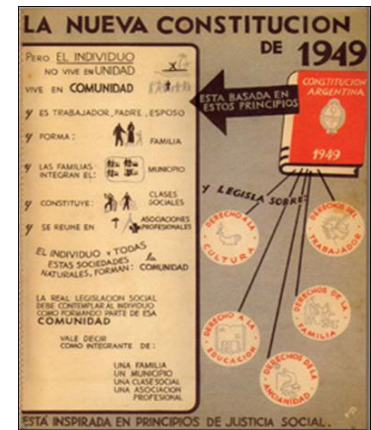 LA NUEVA CONSTITUCION
DE 1949
PERO EL INDIVIDUO
NO VIVE EN UNIDAD
VIVE EN COMUNIDAD
Y ES TRABAJADOR, PADRE, ESPOSO
Y FORMA:
FAMILIA
Y LAS FAMILIAS
INTEGRAN EL:
MUNICIPIO
Y CONSTITUYE:
CLASES
SOCIALES
Y SE REUNE EN
ASOCIACIONES
PROFESIONALES
EL INDIVIDUO Y TODAS
ESTAS SOCIEDADES
NATURALES, FORMAN:
la
COMUNIDAD
LA REAL LEGISLACION SOCIAL
DEBE CONTEMPLAR AL INDIVIDUO
COMO FORMANDO PARTE DE ESA
COMUNIDAD
VALE DECIR
COMO INTEGRANTE DE:
UNA FAMILIA
UN MUNICIPIO
UNA CLASE SOCIAL
UNA ASOCIACION
PROFESIONAL
ESTA BASADA EN
ESTOS PRINCIPIOS
CONSTITUCION
ARGENTINA
1949
Y LEGISLA SOBRE:
DERECHO A LA
CULTURA
DERECHO DEL
TRABAJADOR
DERECHOS DE LA
FAMILIA
DERECHO A LA
EDUCACION
DERECHOS DE LA
ANCIANIDAD
ESTÁ INSPIRADA EN PRINCIPIOS DE JUSTICIA SOCIAL.